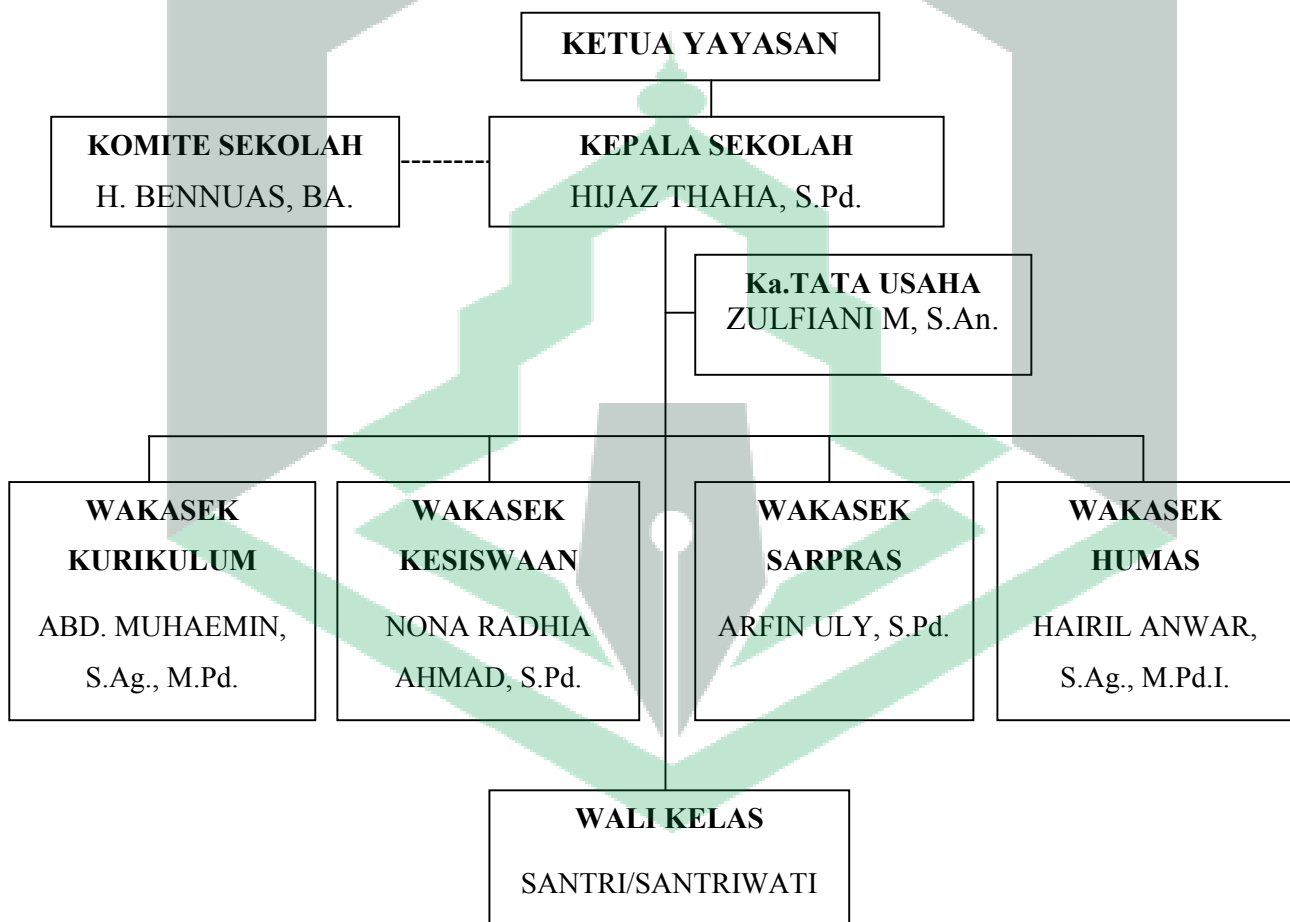 KETUA YAYASAN
KOMITE SEKOLAH
H. BENNUAS, BA.
KEPALA SEKOLAH
HIJAZ THAHA, S.Pd.
Ka.TATA USAHA
ZULFIANI M, S.An.
WAKASEK
KURIKULUM
ABD. MUHAEMIN,
S.Ag., M.Pd.
WAKASEK
KESISWAAN
NONA RADHIA
AHMAD, S.Pd.
WAKASEK
SARPRAS
ARFIN ULY, S.Pd.
WAKASEK
HUMAS
HAIRIL ANWAR,
S.Ag., M.Pd.I.
WALI KELAS
SANTRI/SANTRIWATI